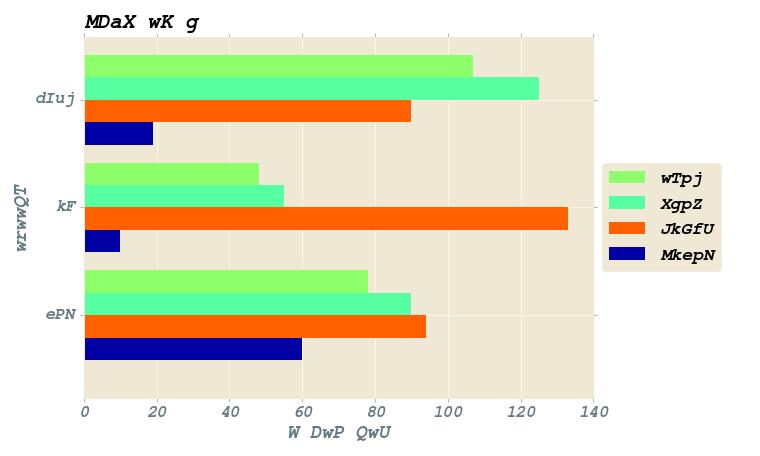 MDaX wK g
dIuj
kF
ePN
wrwwQT
0 20 40 60 80 100 120 140
W DwP QwU
wTpj
XgpZ
JkGfU
MkepN